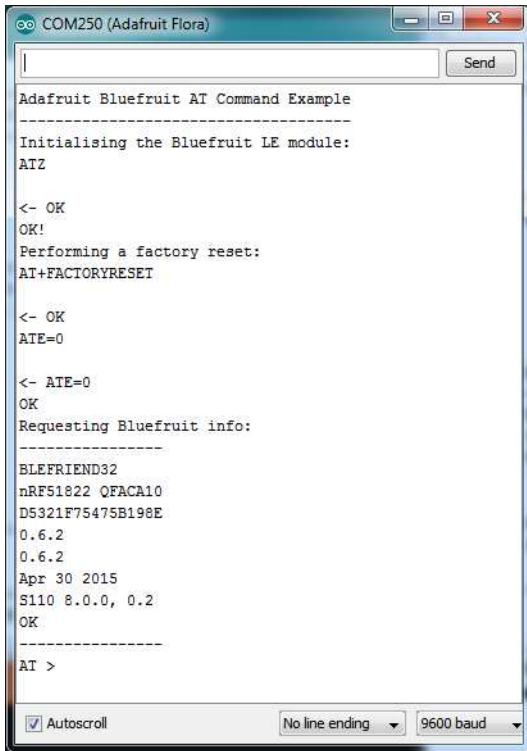 COM250 (Adafruit Flora)
Send
Adafruit Bluefruit AT Command Example
-------------------------------------
Initialising the Bluefruit LE module:
ATZ
<- OK
OK!
Performing a factory reset:
AT+FACTORYRESET
<- OK
ATE=0
<- ATE=0
OK
Requesting Bluefruit info:
----------------
BLEFRIEND32
nRF51822 QFACA10
D5321F75475B198E
0.6.2
0.6.2
Apr 30 2015
S110 8.0.0, 0.2
OK
----------------
AT >
Autoscroll
No line ending
9600 baud